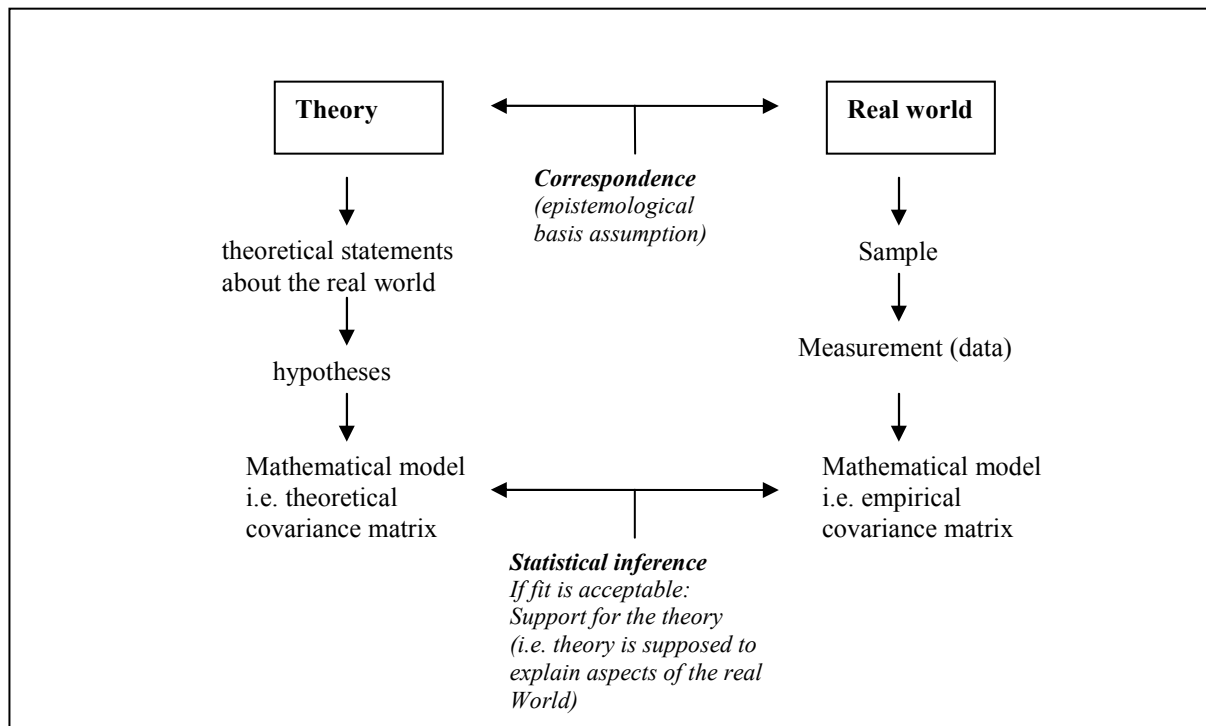 Theory
Real world
Correspondence
(epistemological
basis assumption)
theoretical statements
about the real world
Sample
Measurement (data)
hypotheses
Mathematical model
i.e. theoretical
covariance matrix
Mathematical model
i.e. empirical
covariance matrix
Statistical inference
If fit is acceptable:
Support for the theory
(i.e. theory is supposed to
explain aspects of the real
World)